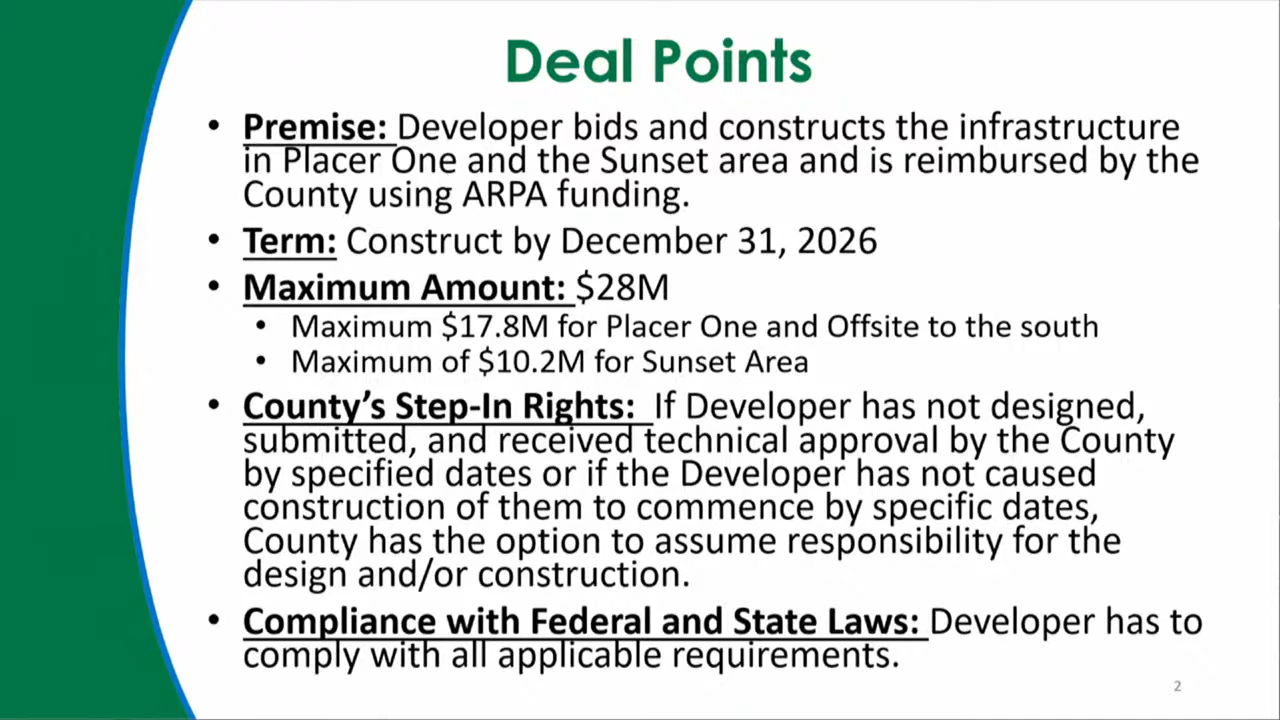 Deal Points
• Premise: Developer bids and constructs the infrastructure
in Placer One and the Sunset area and is reimbursed by the
County using ARPA funding.
• Term: Construct by December 31, 2026
• Maximum Amount: $28M
• Maximum $17.8M for Placer One and Offsite to the south
• Maximum of $10.2M for Sunset Area
• County’s Step-In Rights: If Developer has not designed,
submitted, and received technical approval by the County
by specified dates or if the Developer has not caused
construction of them to commence by specific dates,
County has the option to assume responsibility for the
design and/or construction.
• Compliance with Federal and State Laws: Developer has to
comply with all applicable requirements.
2